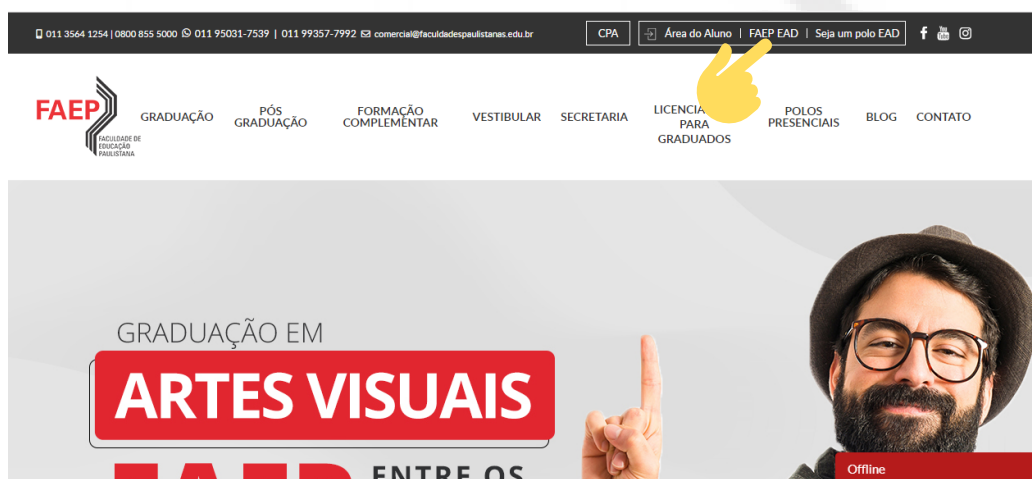 011 3564 1254 | 0800 855 5000 011 95031-7539 | 011 99357-7992 comercial@faculdadespaulistanas.edu.br CPA Área do Aluno | FAEP EAD | Seja um polo EAD
FAEP
FACULDADE DE
EDUCAÇÃO
PAULISTANA
GRADUAÇÃO
PÓS
GRADUAÇÃO
FORMAÇÃO
COMPLEMENTAR
VESTIBULAR
SECRETARIA
PARA
GRADUADOS
POLOS
PRESENCIAIS
BLOG
CONTATO
GRADUAÇÃO EM
ARTES VISUAIS
FAEP ENTRE OS
Offline